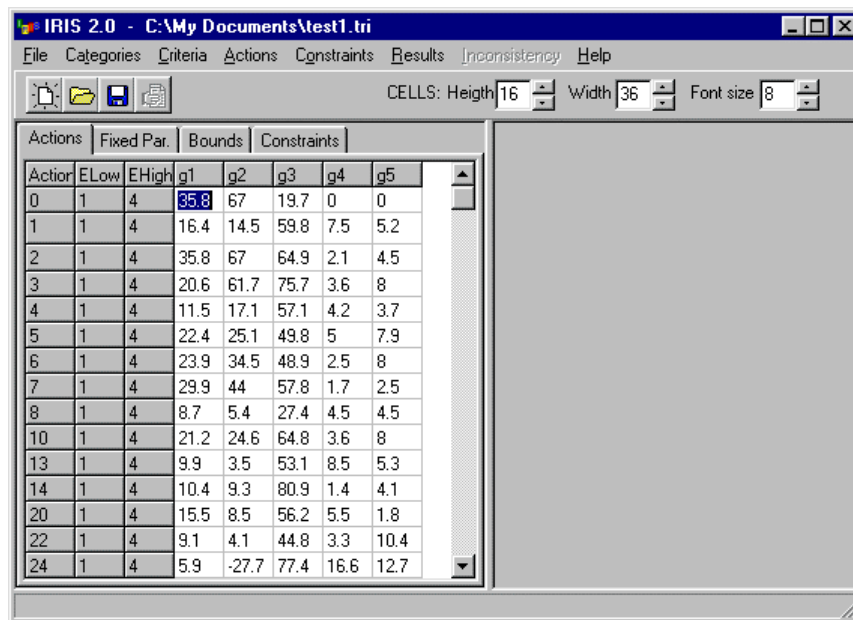 IRIS 2.0 - C:\My Documents\test1.tri
File Categories Criteria Actions Constraints Results Inconsistency Help
CELLS: Heigth 16 Width 36 Font size 8
Actions Fixed Par. Bounds Constraints
Action ELow EHigh g1 g2 g3 g4 g5
0 1 4 35.8 67 19.7 0 0
1 1 4 16.4 14.5 59.8 7.5 5.2
2 1 4 35.8 67 64.9 2.1 4.5
3 1 4 20.6 61.7 75.7 3.6 8
4 1 4 11.5 17.1 57.1 4.2 3.7
5 1 4 22.4 25.1 49.8 5 7.9
6 1 4 23.9 34.5 48.9 2.5 8
7 1 4 29.9 44 57.8 1.7 2.5
8 1 4 8.7 5.4 27.4 4.5 4.5
10 1 4 21.2 24.6 64.8 3.6 8
13 1 4 9.9 3.5 53.1 8.5 5.3
14 1 4 10.4 9.3 80.9 1.4 4.1
20 1 4 15.5 8.5 56.2 5.5 1.8
22 1 4 9.1 4.1 44.8 3.3 10.4
24 1 4 5.9 -27.7 77.4 16.6 12.7